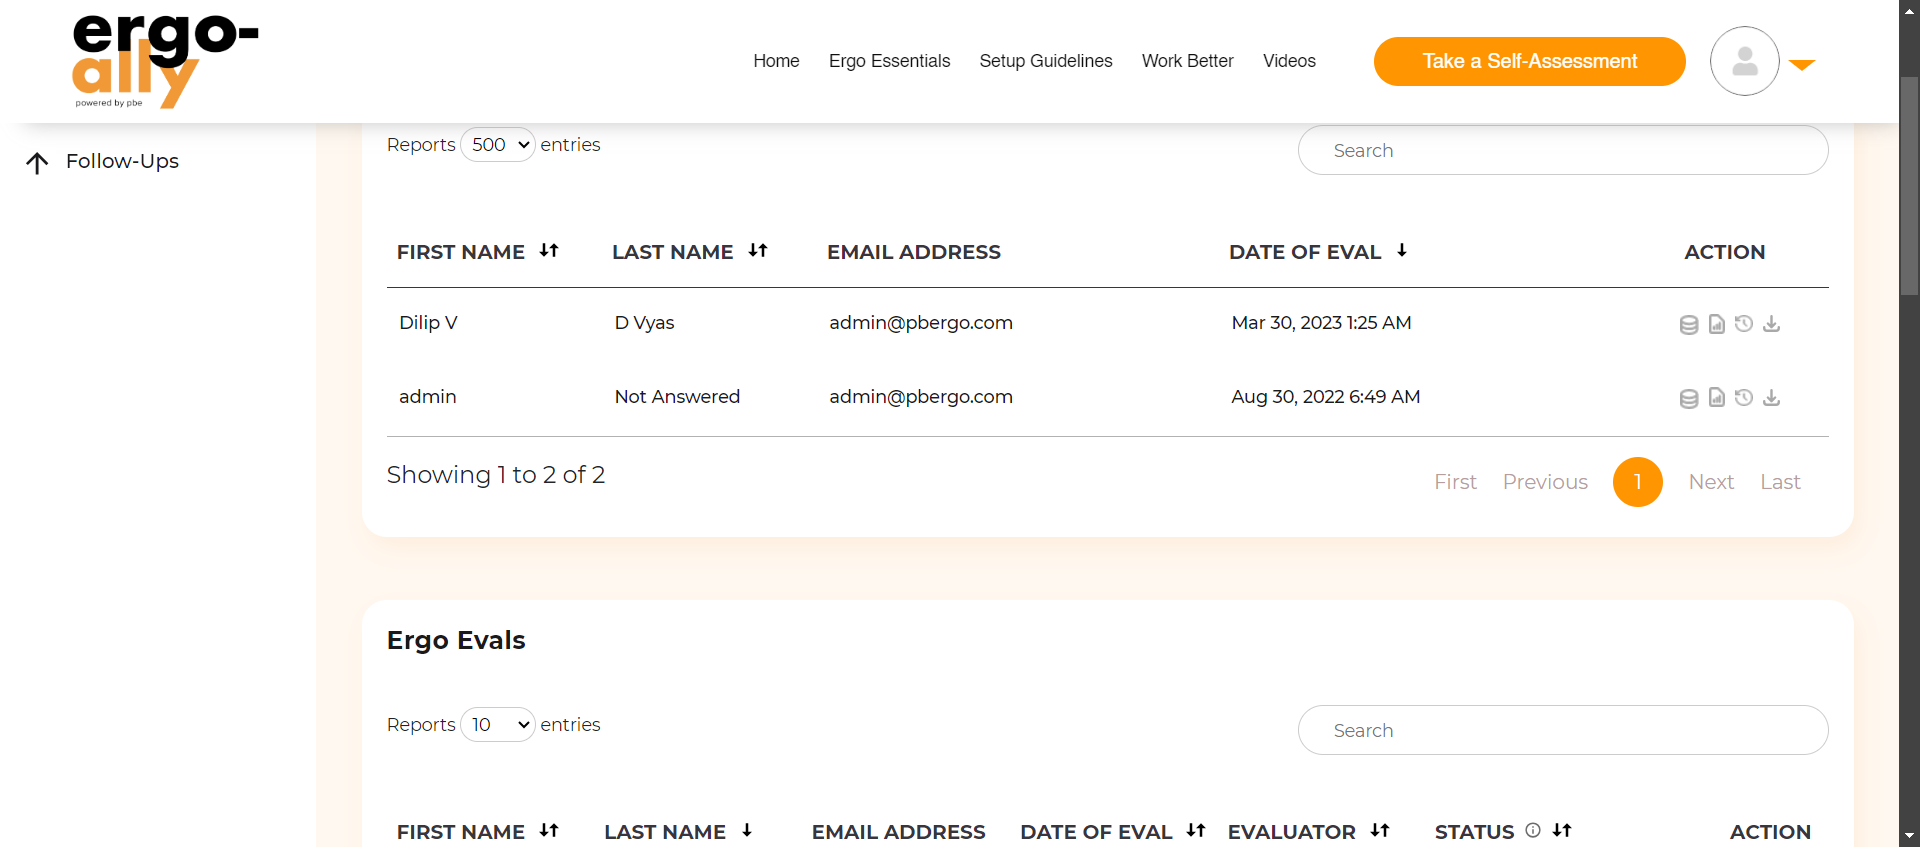 ergo-
ally
powered by pbe
Home Ergo Essentials Setup Guidelines Work Better Videos Take a Self-Assessment
Follow-Ups
Reports 500 entries Search
FIRST NAME LAST NAME EMAIL ADDRESS DATE OF EVAL ACTION
Dilip V D Vyas admin@pbergo.com Mar 30, 2023 1:25 AM
admin Not Answered admin@pbergo.com Aug 30, 2022 6:49 AM
Showing 1 to 2 of 2 First Previous 1 Next Last
Ergo Evals
Reports 10 entries Search
FIRST NAME LAST NAME EMAIL ADDRESS DATE OF EVAL EVALUATOR STATUS ACTION